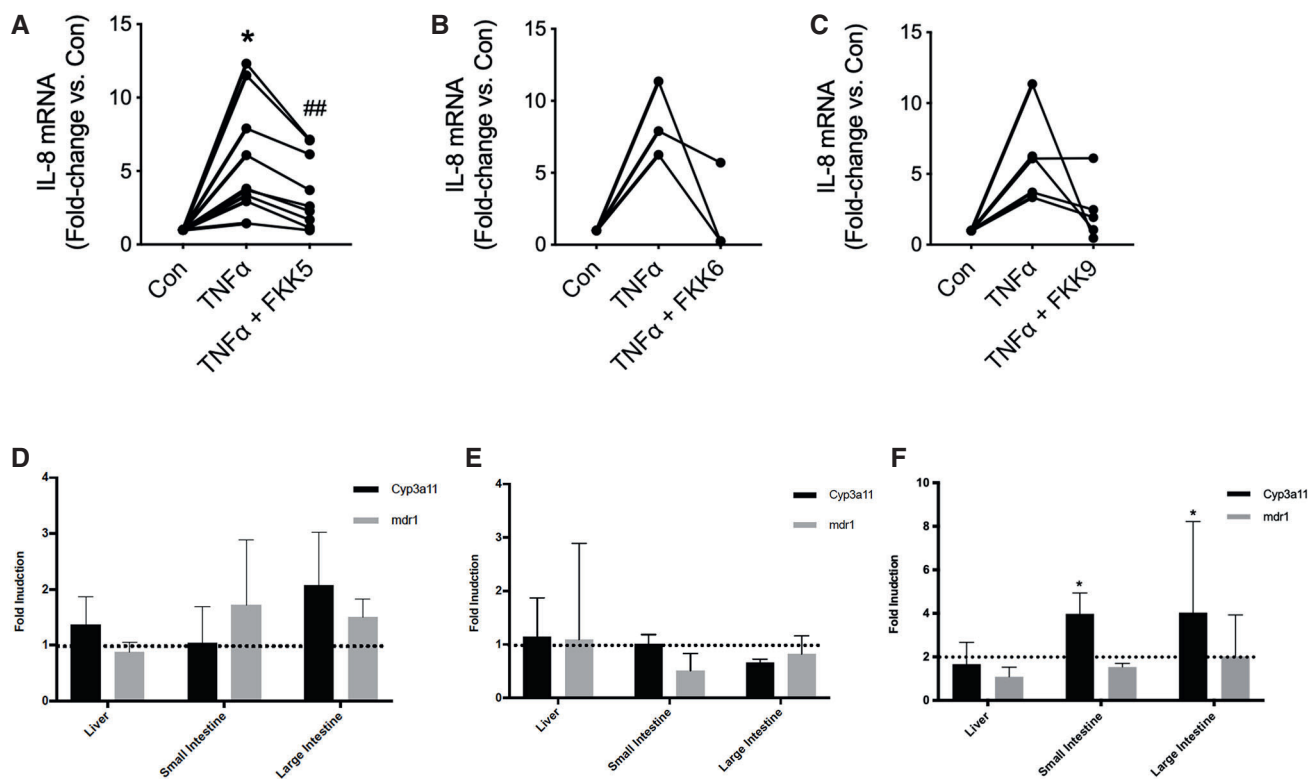 A
IL-8 mRNA
(Fold-change vs. Con)
15
10
5
0
*
##
Con
TNFα
TNFα + FKK5
B
IL-8 mRNA
(Fold-change vs. Con)
15
10
5
0
Con
TNFα
TNFα + FKK6
C
IL-8 mRNA
(Fold-change vs. Con)
15
10
5
0
Con
TNFα
TNFα + FKK9
D
Fold Inudction
4
3
2
1
0
Cyp3a11
mdr1
Liver
Small Intestine
Large Intestine
E
Fold Inudction
4
3
2
1
0
Cyp3a11
mdr1
Liver
Small Intestine
Large Intestine
F
Fold Inudction
10
8
6
4
2
0
Cyp3a11
mdr1
*
*
Liver
Small Intestine
Large Intestine